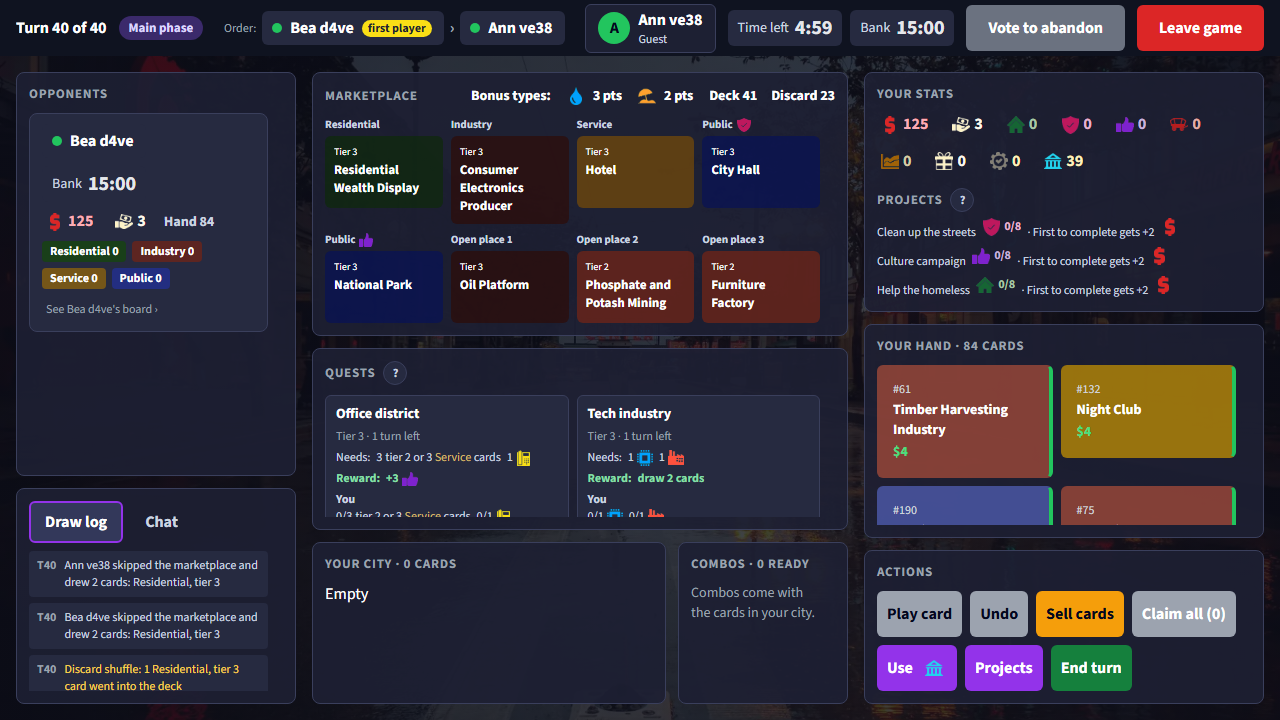 Turn 40 of 40 Main phase Order: Bea d4ve first player › Ann ve38 A Ann ve38 Time left 4:59 Bank 15:00 Vote to abandon Leave game
Guest
OPPONENTS
Bea d4ve
Bank 15:00
125 3 Hand 84
Residential 0 Industry 0
Service 0 Public 0
See Bea d4ve's board ›
Draw log Chat
T40 Ann ve38 skipped the marketplace and
drew 2 cards: Residential, tier 3
T40 Bea d4ve skipped the marketplace and
drew 2 cards: Residential, tier 3
T40 Discard shuffle: 1 Residential, tier 3
card went into the deck
MARKETPLACE Bonus types: 3 pts 2 pts Deck 41 Discard 23
Residential Industry Service Public
Tier 3 Tier 3 Tier 3 Tier 3
Residential Consumer Hotel City Hall
Wealth Display Electronics
Producer
Public Open place 1 Open place 2 Open place 3
Tier 3 Tier 3 Tier 2 Tier 2
National Park Oil Platform Phosphate and Furniture
Potash Mining Factory
QUESTS ?
Office district Tech industry
Tier 3 · 1 turn left Tier 3 · 1 turn left
Needs: 3 tier 2 or 3 Service cards 1 Needs: 1 1
Reward: +3 Reward: draw 2 cards
You You
0/3 tier 2 or 3 Service cards 0/1 0/1 0/1
YOUR CITY · 0 CARDS
Empty
COMBOS · 0 READY
Combos come with
the cards in your city.
YOUR STATS
125 3 0 0 0 0
0 0 0 39
PROJECTS ?
Clean up the streets 0/8 · First to complete gets +2
Culture campaign 0/8 · First to complete gets +2
Help the homeless 0/8 · First to complete gets +2
YOUR HAND · 84 CARDS
#61 #132
Timber Harvesting Night Club
Industry $4
$4
#190 #75
ACTIONS
Play card Undo Sell cards Claim all (0)
Use Projects End turn